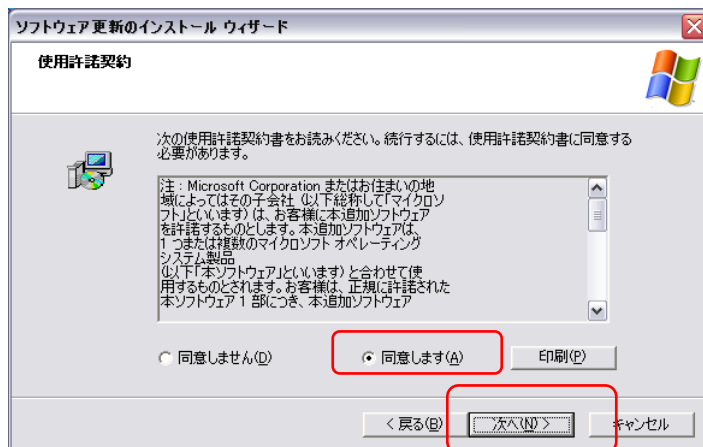 ソフトウェア更新のインストール ウィザード
使用許諾契約
次の使用許諾契約書をお読みください。続行するには、使用許諾契約書に同意する
必要があります。
注 : Microsoft Corporation またはお住まいの地
域によってはその子会社 (以下総称して「マイクロソ
フト」といいます) は、お客様に本追加ソフトウェア
を許諾するものとします。本追加ソフトウェアは、
1 つまたは複数のマイクロソフト オペレーティング
システム製品
(以下「本ソフトウェア」といいます) と合わせて使
用するものとされます。お客様は、正規に許諾された
本ソフトウェア 1 部につき、本追加ソフトウェア
同意しません(D)
同意します(A)
印刷(P)
< 戻る(B)
次へ(N) >
キャンセル